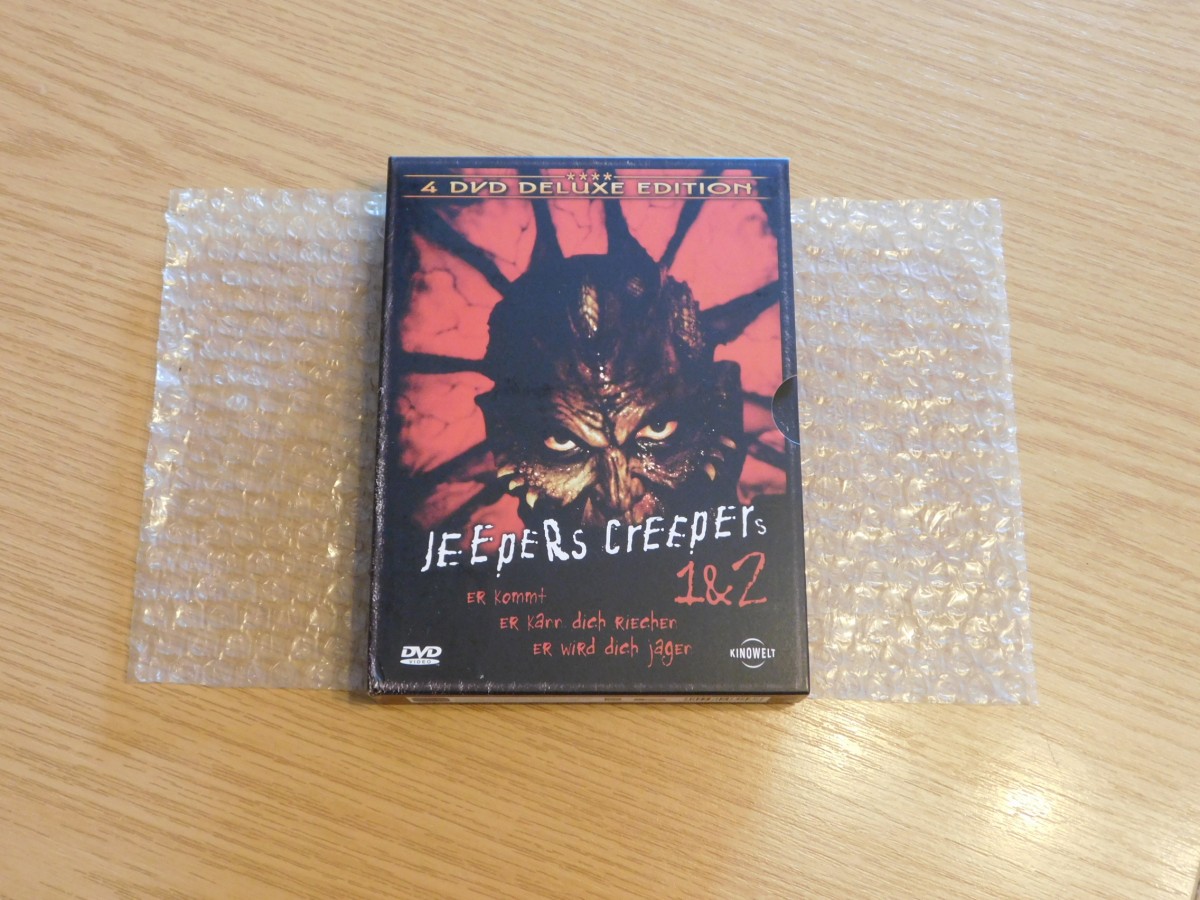 4 DVD DELUXE EDITION
JEEPERS CREEPERS
1&2
ER kommt
ER kann dich RIECHEN
ER WIRD dich jagen
DVD
VIDEO
KINOWELT